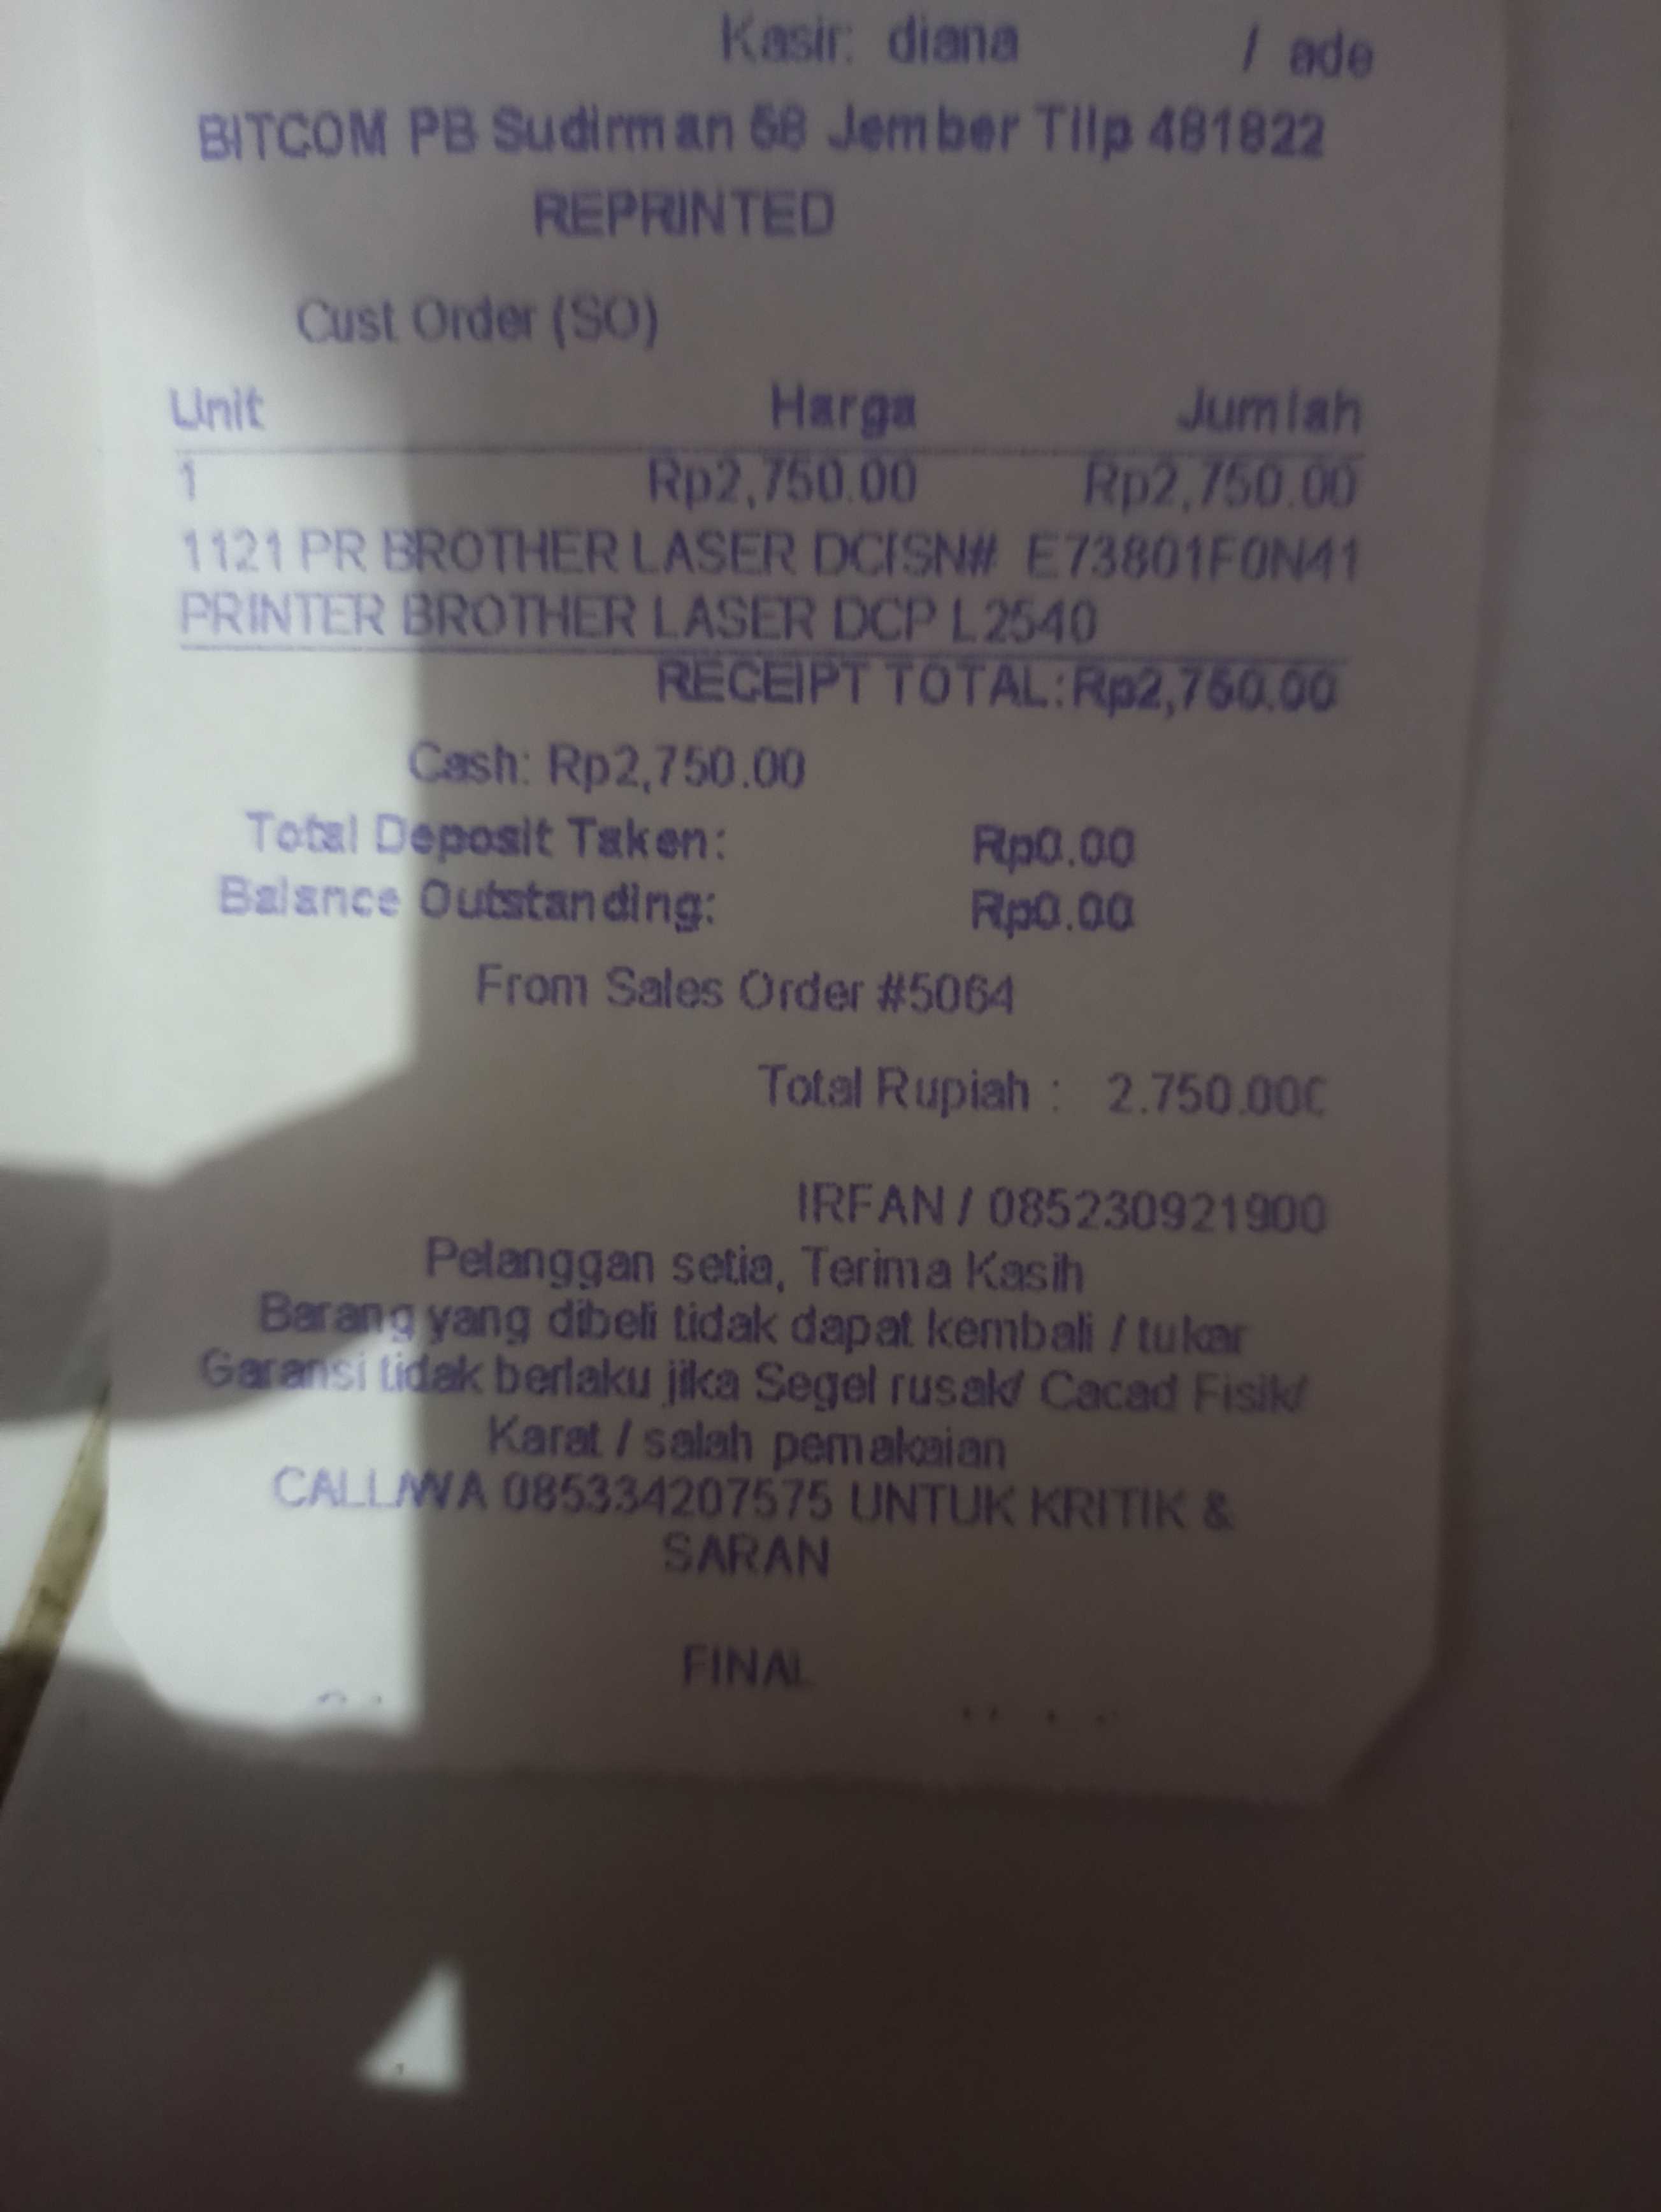 Kasir: diana / ade
BITCOM PB Sudirman 58 Jember Tilp 481822
REPRINTED
Cust Order (SO)
Unit Harga Jumlah
1 Rp2,750.00 Rp2,750.00
1121 PR BROTHER LASER DC(SN# E73801F0N41
PRINTER BROTHER LASER DCP L2540
RECEIPT TOTAL: Rp2,750.00
Cash: Rp2,750.00
Total Deposit Taken: Rp0.00
Balance Outstanding: Rp0.00
From Sales Order #5064
Total Rupiah : 2.750.000
IRFAN / 085230921900
Pelanggan setia, Terima Kasih
Barang yang dibeli tidak dapat kembali / tukar
Garansi tidak berlaku jika Segel rusak/ Cacad Fisik/
Karat / salah pemakaian
CALL/WA 085334207575 UNTUK KRITIK &
SARAN
FINAL